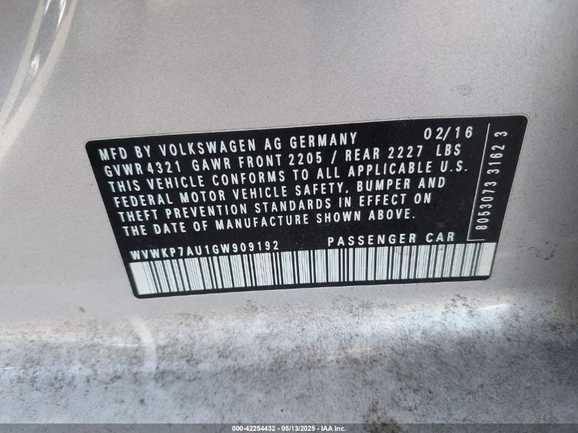 MFD BY VOLKSWAGEN AG GERMANY 02/16
GVWR 4321 GAWR FRONT 2205 / REAR 2227 LBS
THIS VEHICLE CONFORMS TO ALL APPLICABLE U.S.
FEDERAL MOTOR VEHICLE SAFETY, BUMPER AND
THEFT PREVENTION STANDARDS IN EFFECT ON
THE DATE OF MANUFACTURE SHOWN ABOVE.
WVWKP7AU1GW909192 PASSENGER CAR
8053073 3162 3
000-42254432 - 05/13/2025 - IAA Inc.